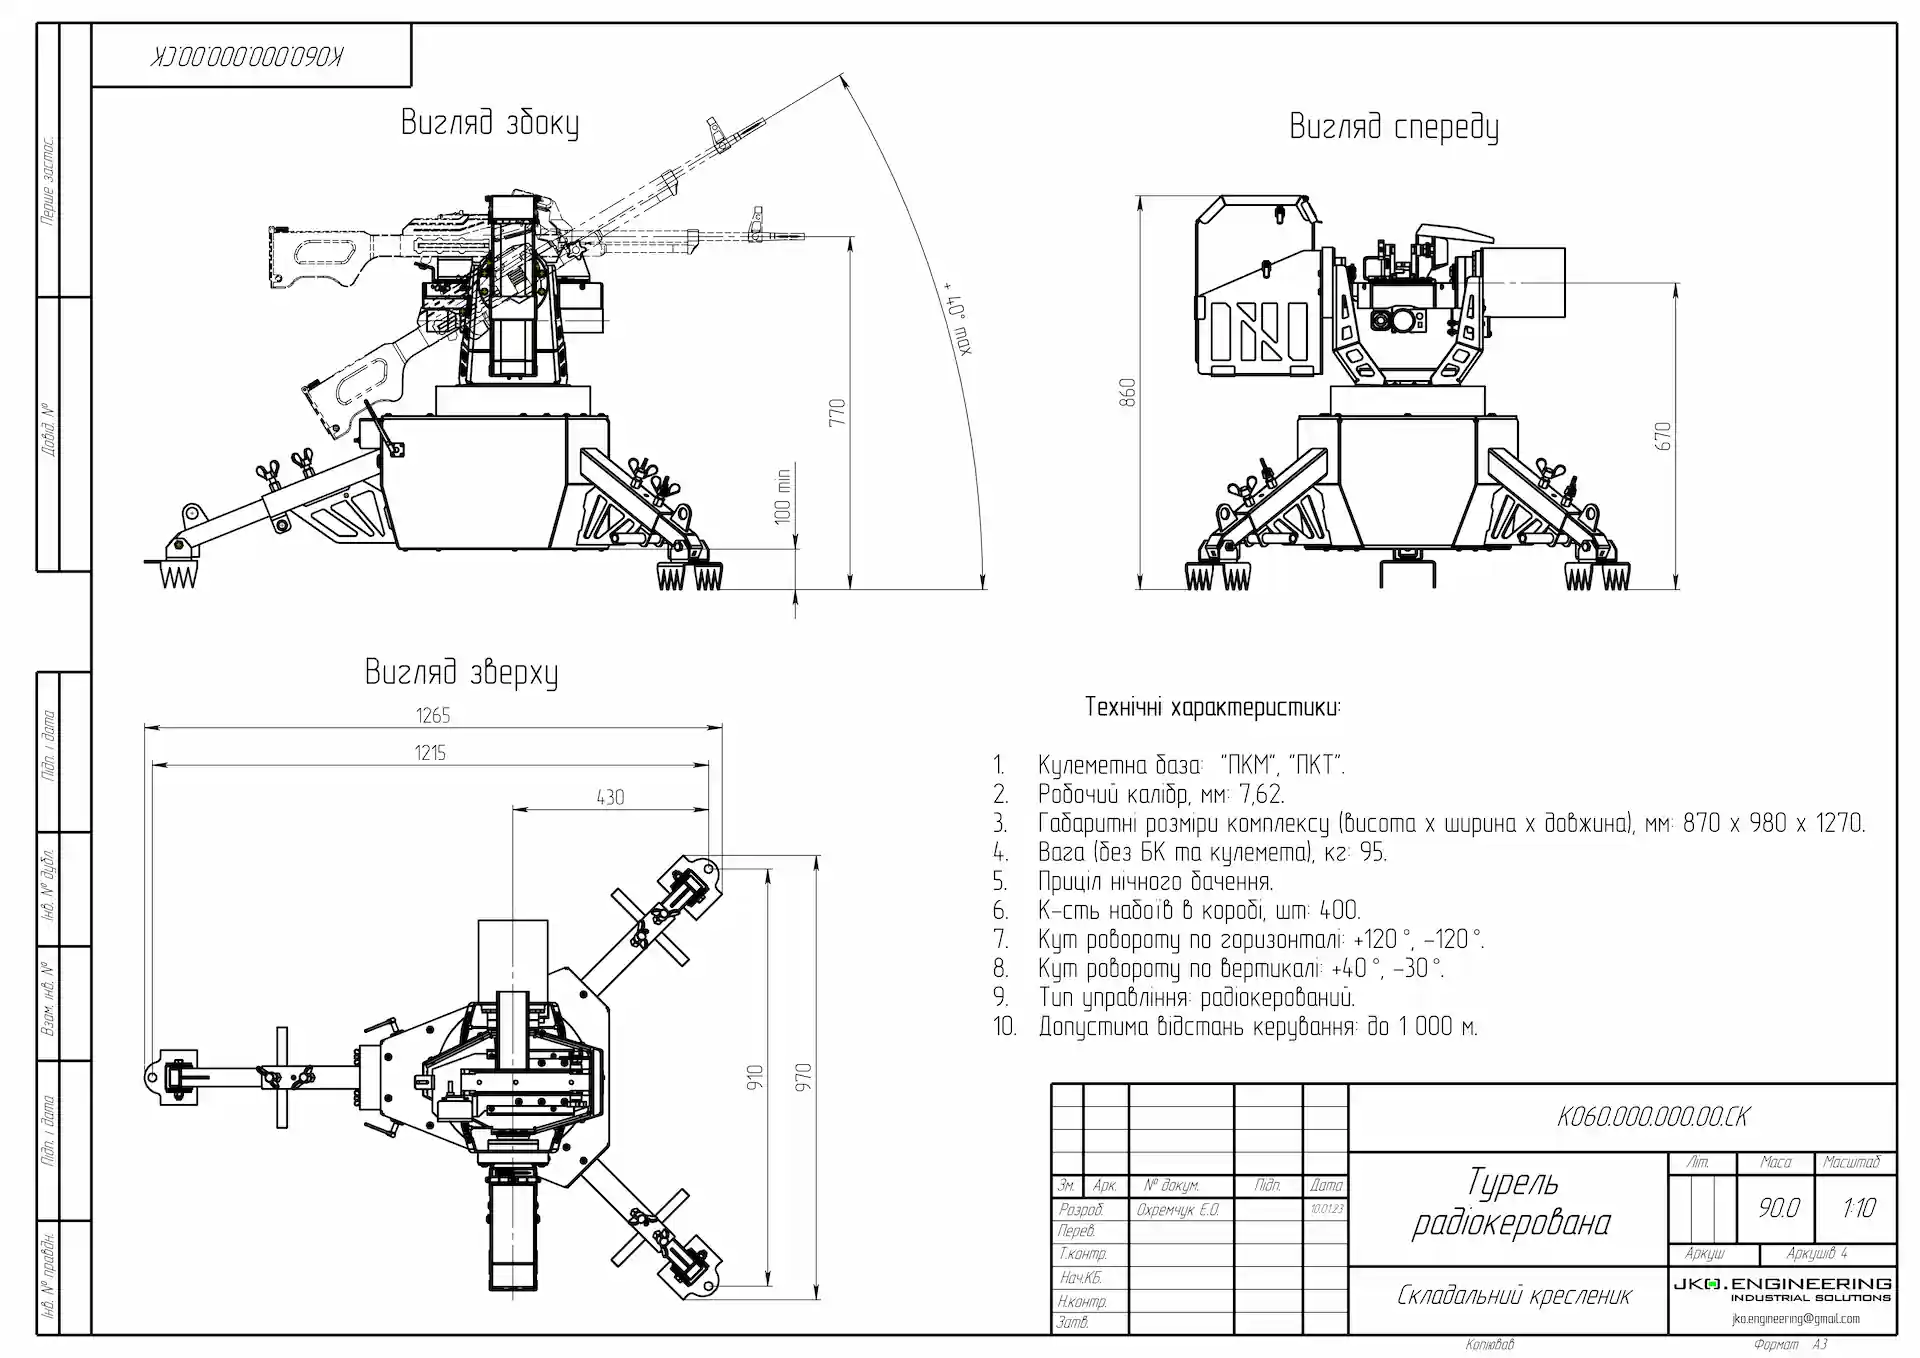 К060.000.000.00.СК
Перше застос.
Довід. №
Підп. і дата
Інв. № дубл.
Взам. інв. №
Підп. і дата
Інв. № правдн.
Вигляд збоку
+ 40° max
770
100 min
Вигляд спереду
860
670
Вигляд зверху
1265
1215
430
910
970
Технічні характеристики:
1. Кулеметна база: "ПКМ", "ПКТ".
2. Робочий калібр, мм: 7,62.
3. Габаритні розміри комплексу (висота х ширина х довжина), мм: 870 х 980 х 1270.
4. Вага (без БК та кулемета), кг: 95.
5. Приціл нічного бачення.
6. К-сть набоїв в коробі, шт: 400.
7. Кут ровороту по горизонталі: +120 °, -120 °.
8. Кут ровороту по вертикалі: +40 °, -30 °.
9. Тип управління: радіокерований.
10. Допустима відстань керування: до 1 000 м.
К060.000.000.00.СК
Зм. Арк. № докум. Підп. Дата
Розроб. Охремчук Е.О. 10.01.23
Перев.
Т.контр.
Нач.КБ.
Н.контр.
Затв.
Турель
радіокерована
Складальний кресленик
Літ. Маса Масштаб
90.0 1:10
Аркуш Аркушів 4
JKO.ENGINEERING
INDUSTRIAL SOLUTIONS
jko.engineering@gmail.com
Копіював Формат А3